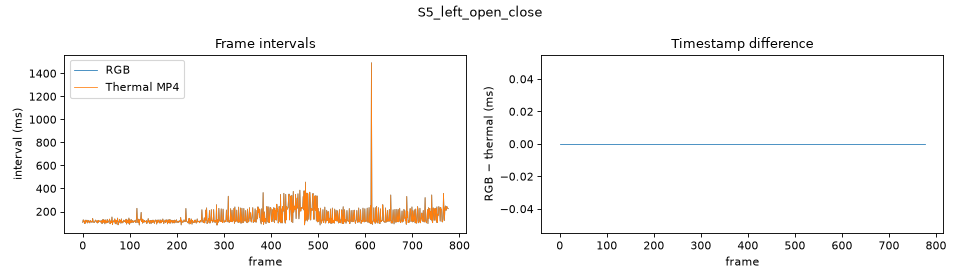 S5_left_open_close
Frame intervals
RGB
Thermal MP4
interval (ms)
1400
1200
1000
800
600
400
200
0 100 200 300 400 500 600 700 800
frame
Timestamp difference
RGB − thermal (ms)
0.04
0.02
0.00
−0.02
−0.04
0 100 200 300 400 500 600 700 800
frame